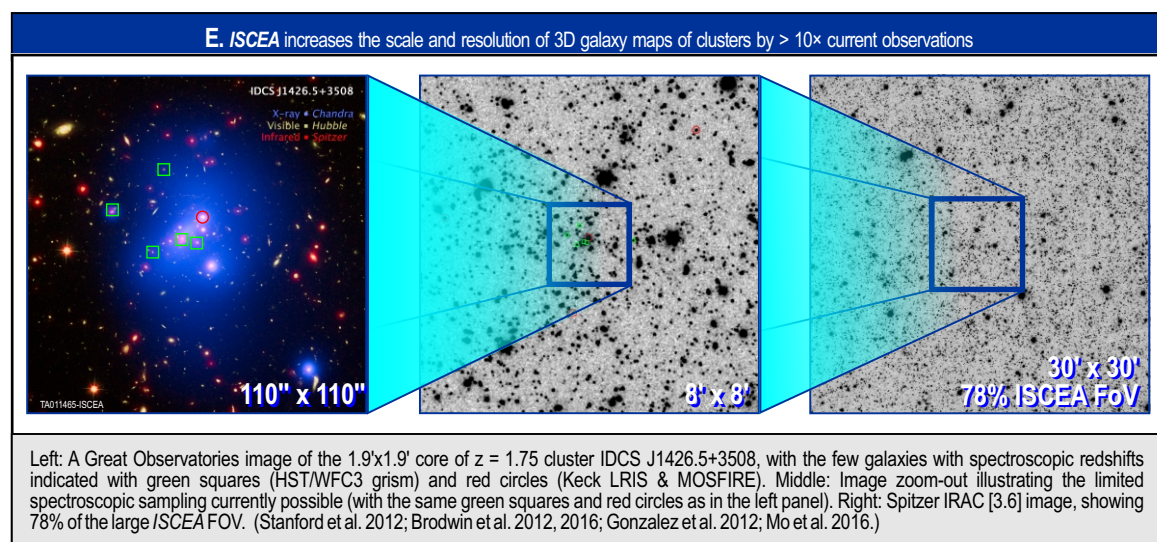 E. ISCEA increases the scale and resolution of 3D galaxy maps of clusters by > 10× current observations
IDCS J1426.5+3508
X-ray ▪ Chandra
Visible ▪ Hubble
Infrared ▪ Spitzer
TA011465-ISCEA
110" x 110"
8' x 8'
30' x 30'
78% ISCEA FoV
Left: A Great Observatories image of the 1.9'x1.9' core of z = 1.75 cluster IDCS J1426.5+3508, with the few galaxies with spectroscopic redshifts
indicated with green squares (HST/WFC3 grism) and red circles (Keck LRIS & MOSFIRE). Middle: Image zoom-out illustrating the limited
spectroscopic sampling currently possible (with the same green squares and red circles as in the left panel). Right: Spitzer IRAC [3.6] image, showing
78% of the large ISCEA FOV. (Stanford et al. 2012; Brodwin et al. 2012, 2016; Gonzalez et al. 2012; Mo et al. 2016.)